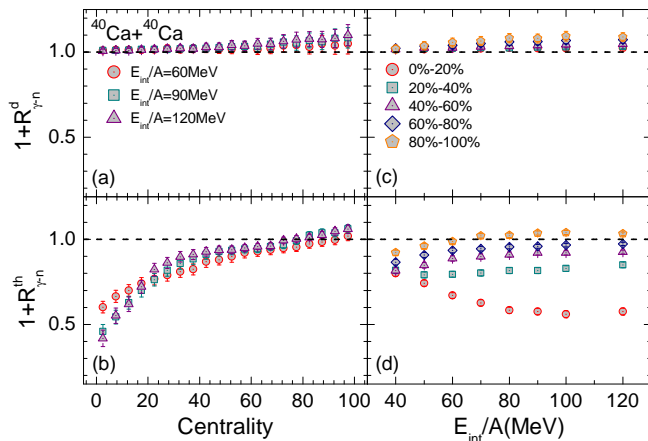 ⁴⁰Ca+⁴⁰Ca
E_int/A=60MeV
E_int/A=90MeV
E_int/A=120MeV
(a)
1.0
0.5
1+R^d_γ-n
(c)
0%-20%
20%-40%
40%-60%
60%-80%
80%-100%
(b)
1.0
0.5
1+R^th_γ-n
0 20 40 60 80 100
Centrality
(d)
40 60 80 100 120
E_int/A(MeV)